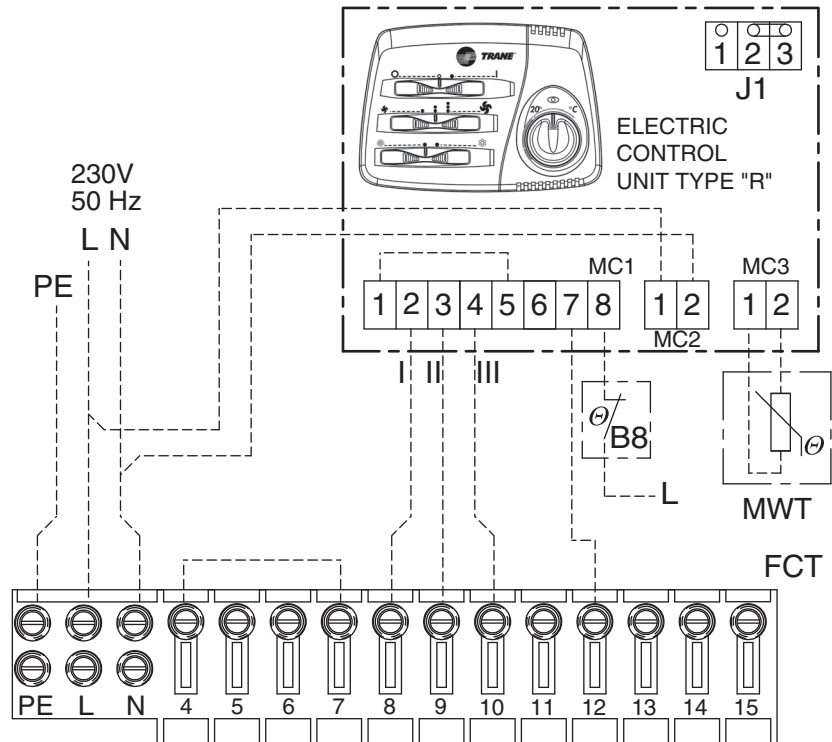 TRANE
20° °C
1 2 3
J1
ELECTRIC
CONTROL
UNIT TYPE "R"
230V
50 Hz
L N
PE
MC1
MC3
1 2 3 4 5 6 7 8
1 2
1 2
MC2
I II III
Θ
B8
Θ
L
MWT
FCT
PE L N 4 5 6 7 8 9 10 11 12 13 14 15